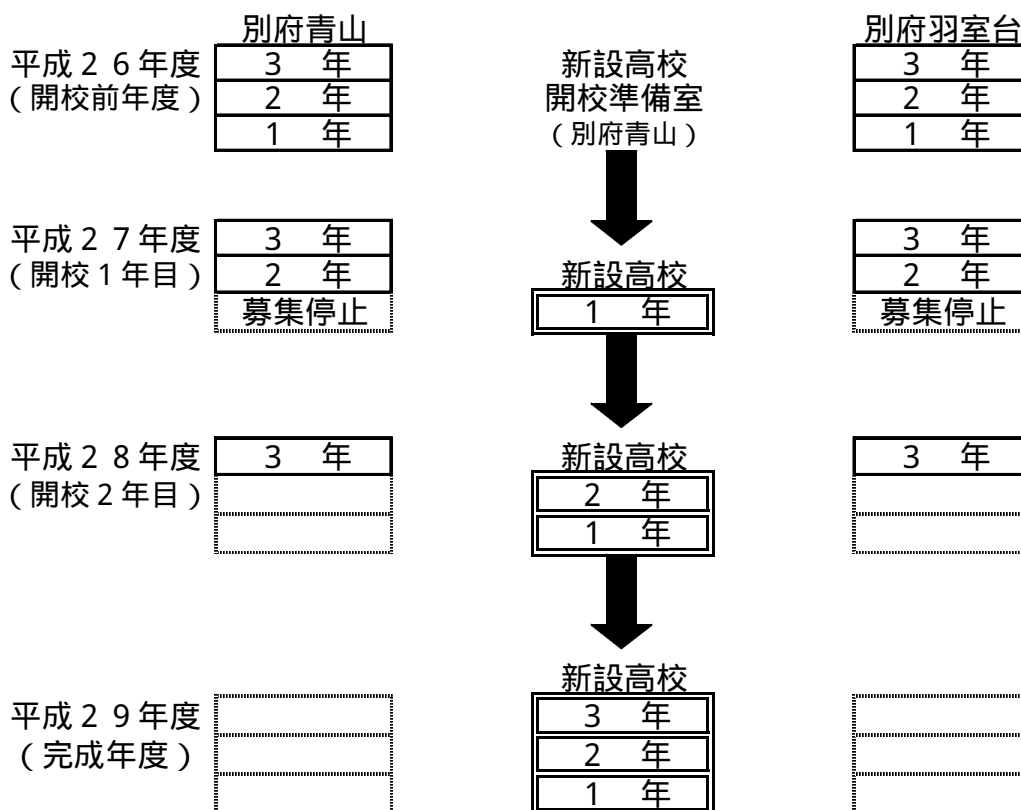 別府青山 別府羽室台
平成２６年度 ３ 年 新設高校 ３ 年
（開校前年度） ２ 年 開校準備室 ２ 年
１ 年 （別府青山） １ 年
平成２７年度 ３ 年 ３ 年
（開校１年目） ２ 年 新設高校 ２ 年
募集停止 １ 年 募集停止
平成２８年度 ３ 年 新設高校 ３ 年
（開校２年目） ２ 年
１ 年
新設高校
平成２９年度 ３ 年
（完成年度） ２ 年
１ 年